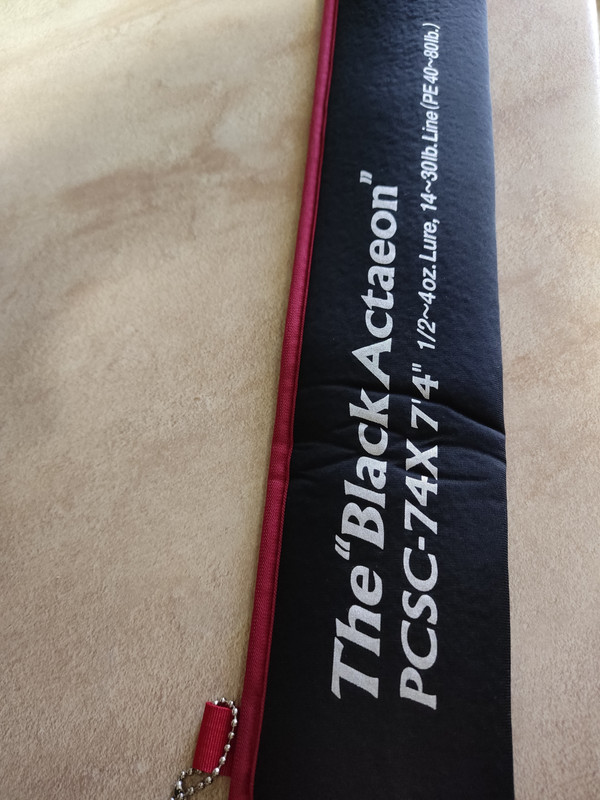 The “Black Actaeon”
PCSC-74X 7'4" 1/2~4oz. Lure, 14~30lb. Line (PE 40~80lb.)